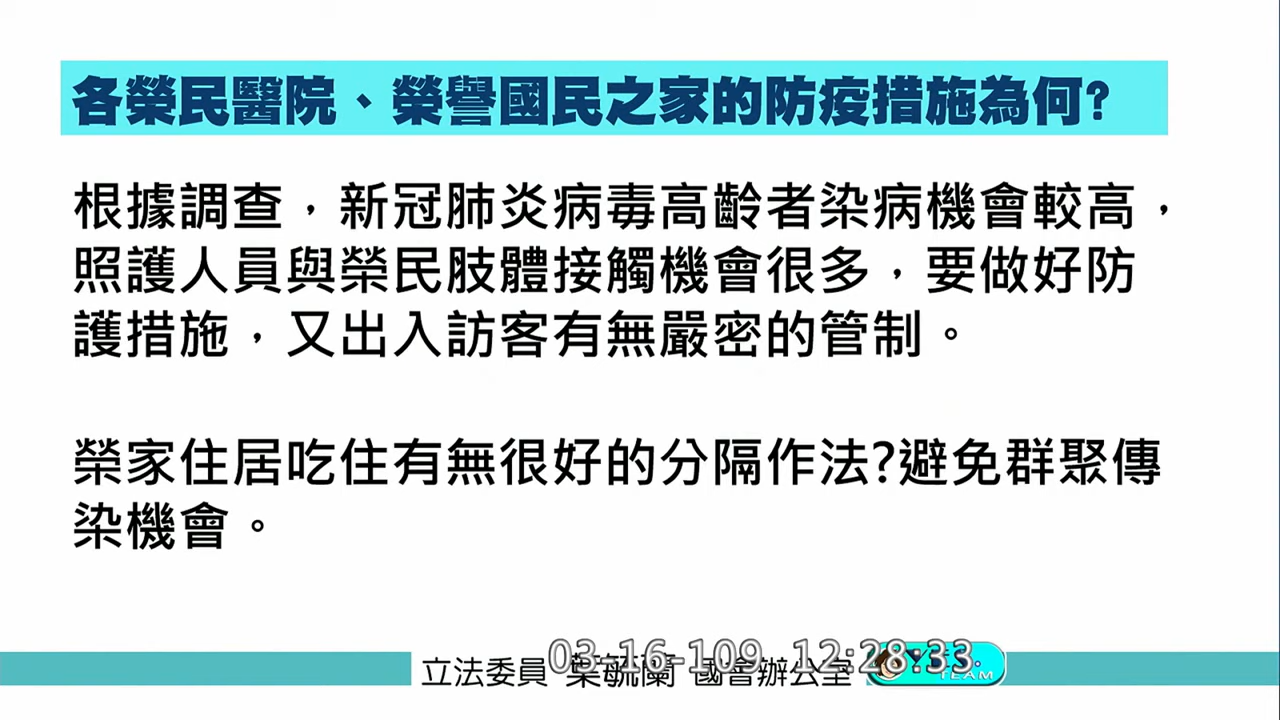 各榮民醫院、榮譽國民之家的防疫措施為何?
根據調查，新冠肺炎病毒高齡者染病機會較高，
照護人員與榮民肢體接觸機會很多，要做好防
護措施，又出入訪客有無嚴密的管制。
榮家住居吃住有無很好的分隔作法?避免群聚傳
染機會。
03-16-109 12:28:33
立法委員 葉毓蘭 國會辦公室
TEAM